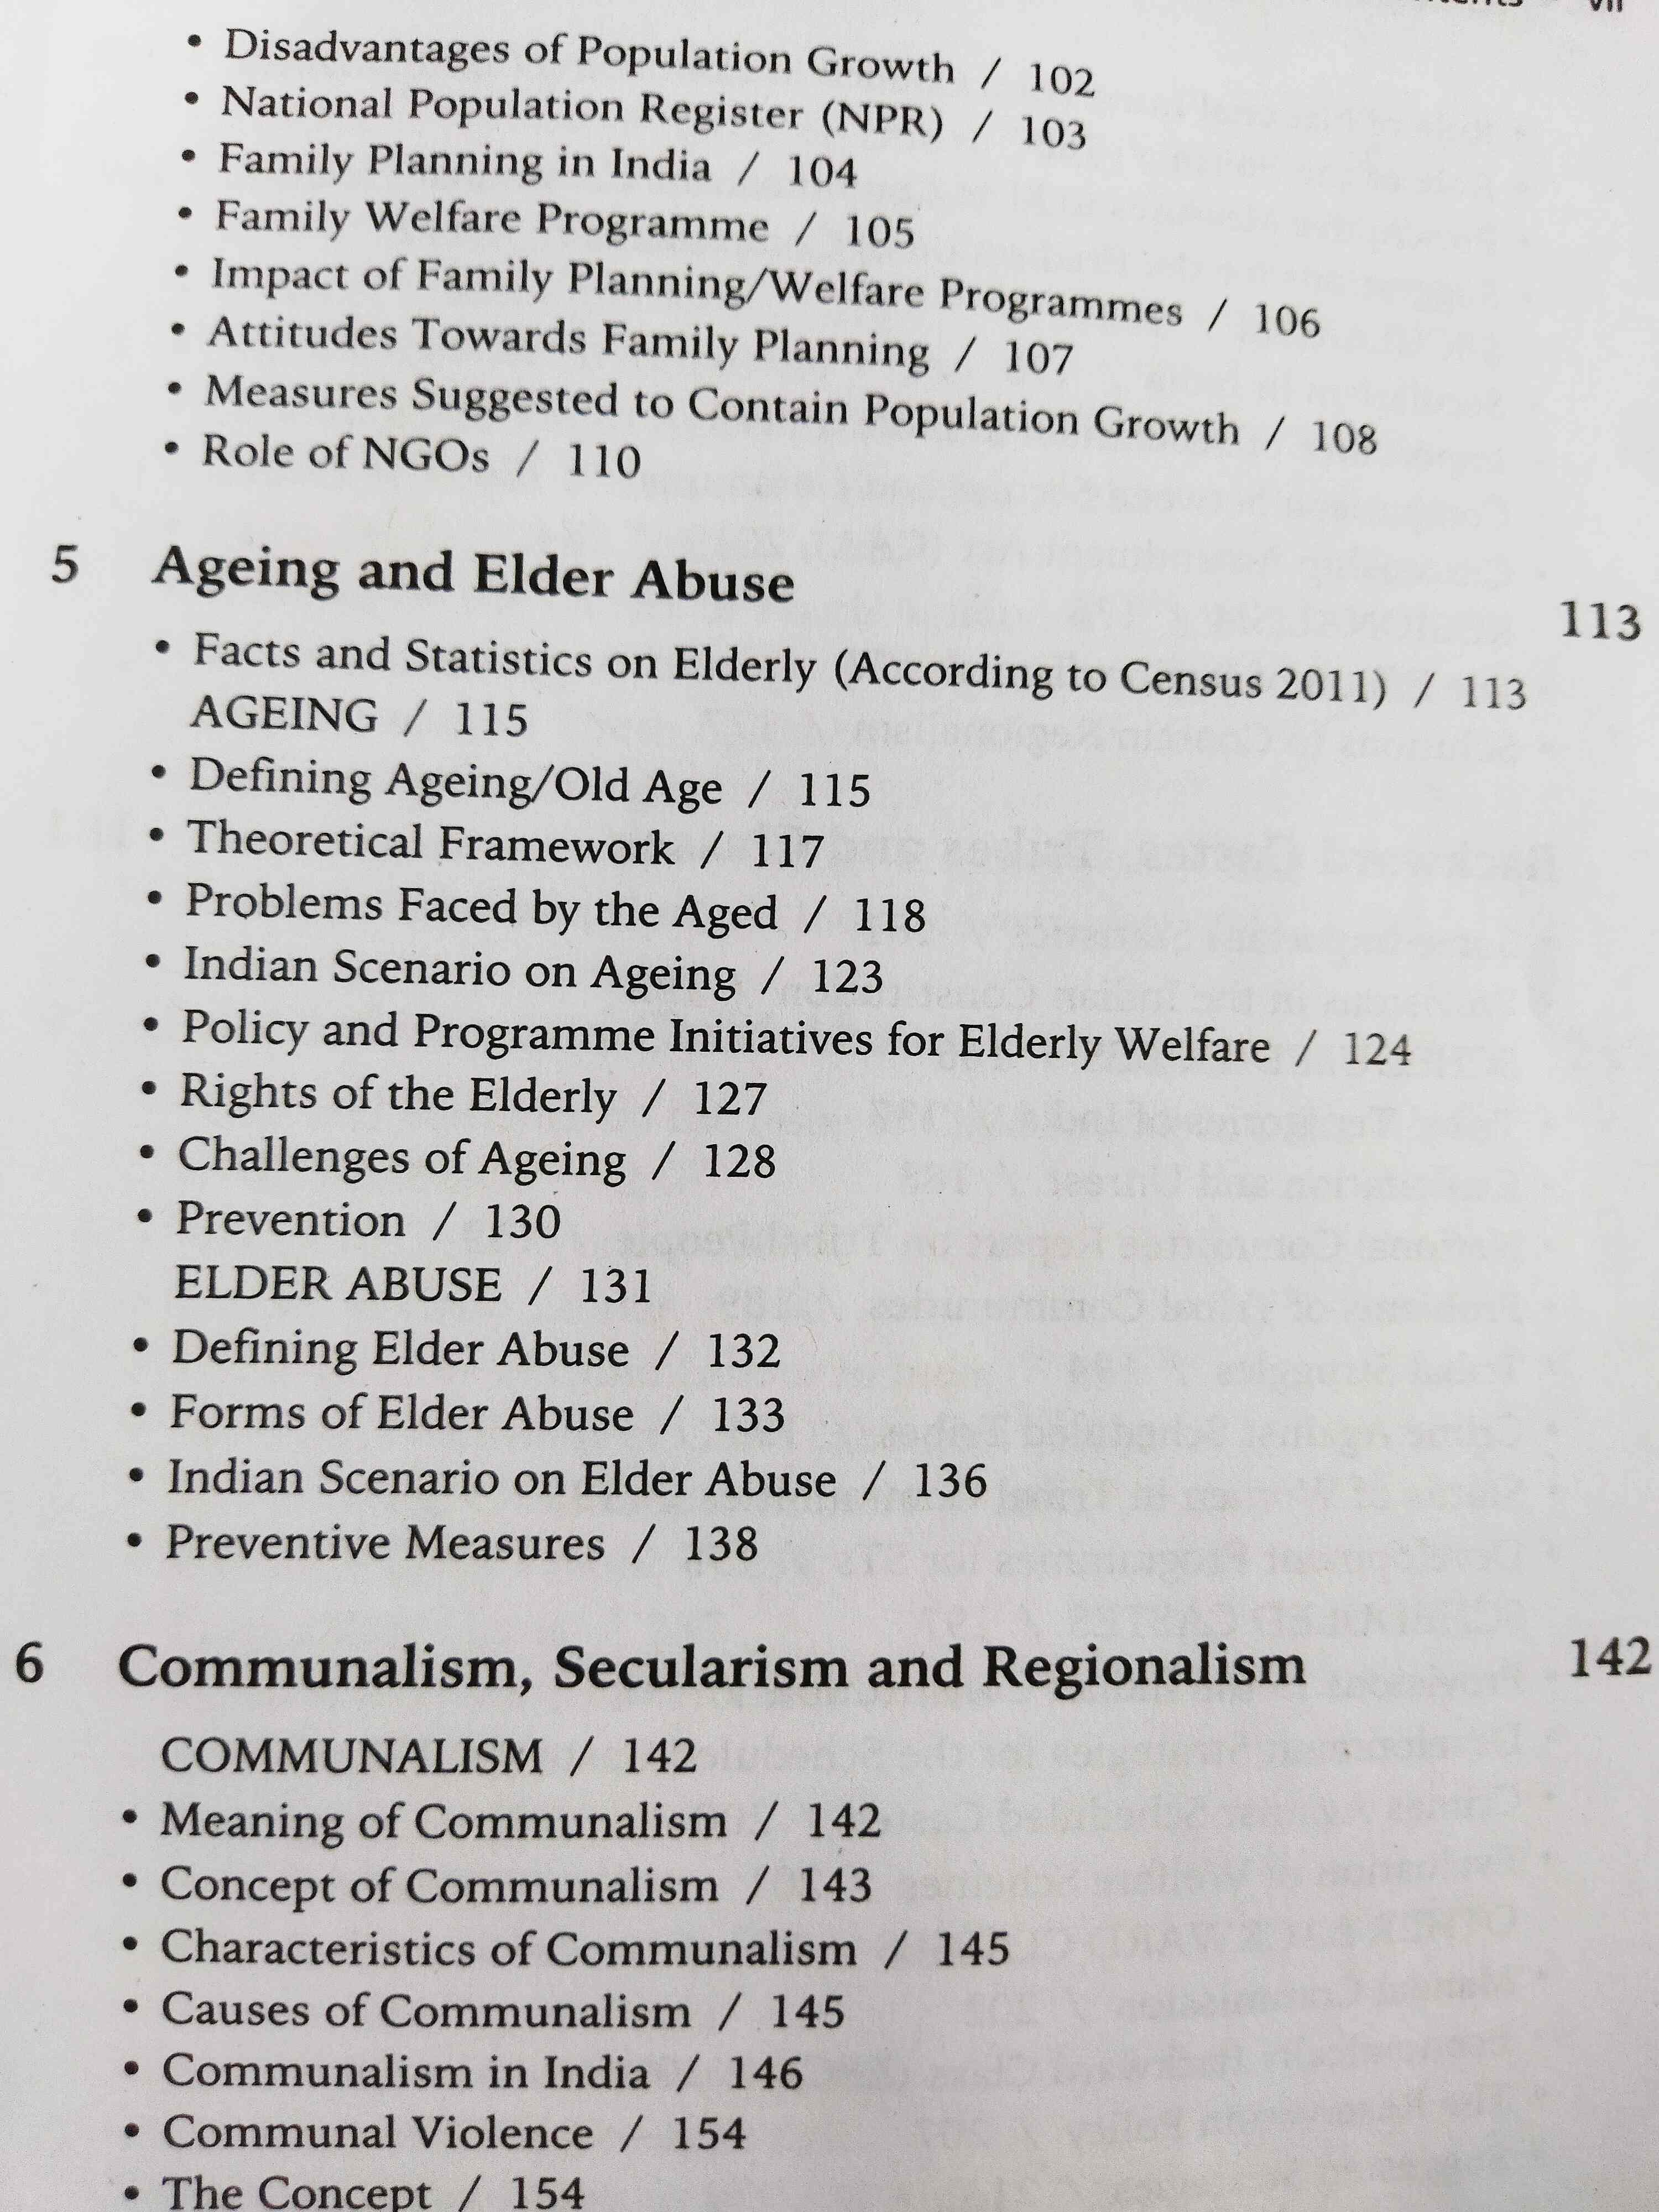 vii
• Disadvantages of Population Growth / 102
• National Population Register (NPR) / 103
• Family Planning in India / 104
• Family Welfare Programme / 105
• Impact of Family Planning/Welfare Programmes / 106
• Attitudes Towards Family Planning / 107
• Measures Suggested to Contain Population Growth / 108
• Role of NGOs / 110
5 Ageing and Elder Abuse 113
• Facts and Statistics on Elderly (According to Census 2011) / 113
AGEING / 115
• Defining Ageing/Old Age / 115
• Theoretical Framework / 117
• Problems Faced by the Aged / 118
• Indian Scenario on Ageing / 123
• Policy and Programme Initiatives for Elderly Welfare / 124
• Rights of the Elderly / 127
• Challenges of Ageing / 128
• Prevention / 130
ELDER ABUSE / 131
• Defining Elder Abuse / 132
• Forms of Elder Abuse / 133
• Indian Scenario on Elder Abuse / 136
• Preventive Measures / 138
6 Communalism, Secularism and Regionalism 142
COMMUNALISM / 142
• Meaning of Communalism / 142
• Concept of Communalism / 143
• Characteristics of Communalism / 145
• Causes of Communalism / 145
• Communalism in India / 146
• Communal Violence / 154
• The Concept / 154